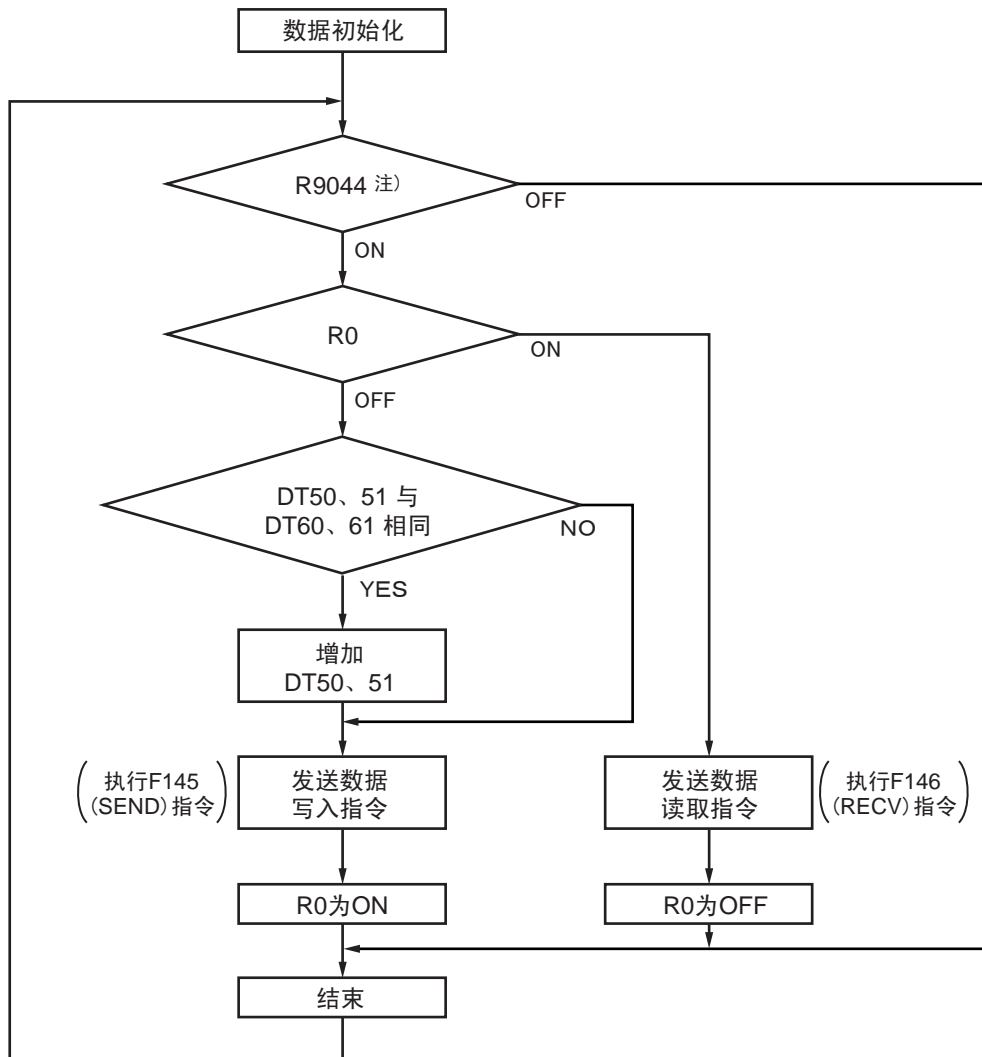 数据初始化
R9044 注）
OFF
ON
R0
ON
OFF
DT50、51 与
DT60、61 相同
NO
YES
增加
DT50、51
执行F145
（SEND）指令
发送数据
写入指令
发送数据
读取指令
执行F146
（RECV）指令
R0为ON
R0为OFF
结束